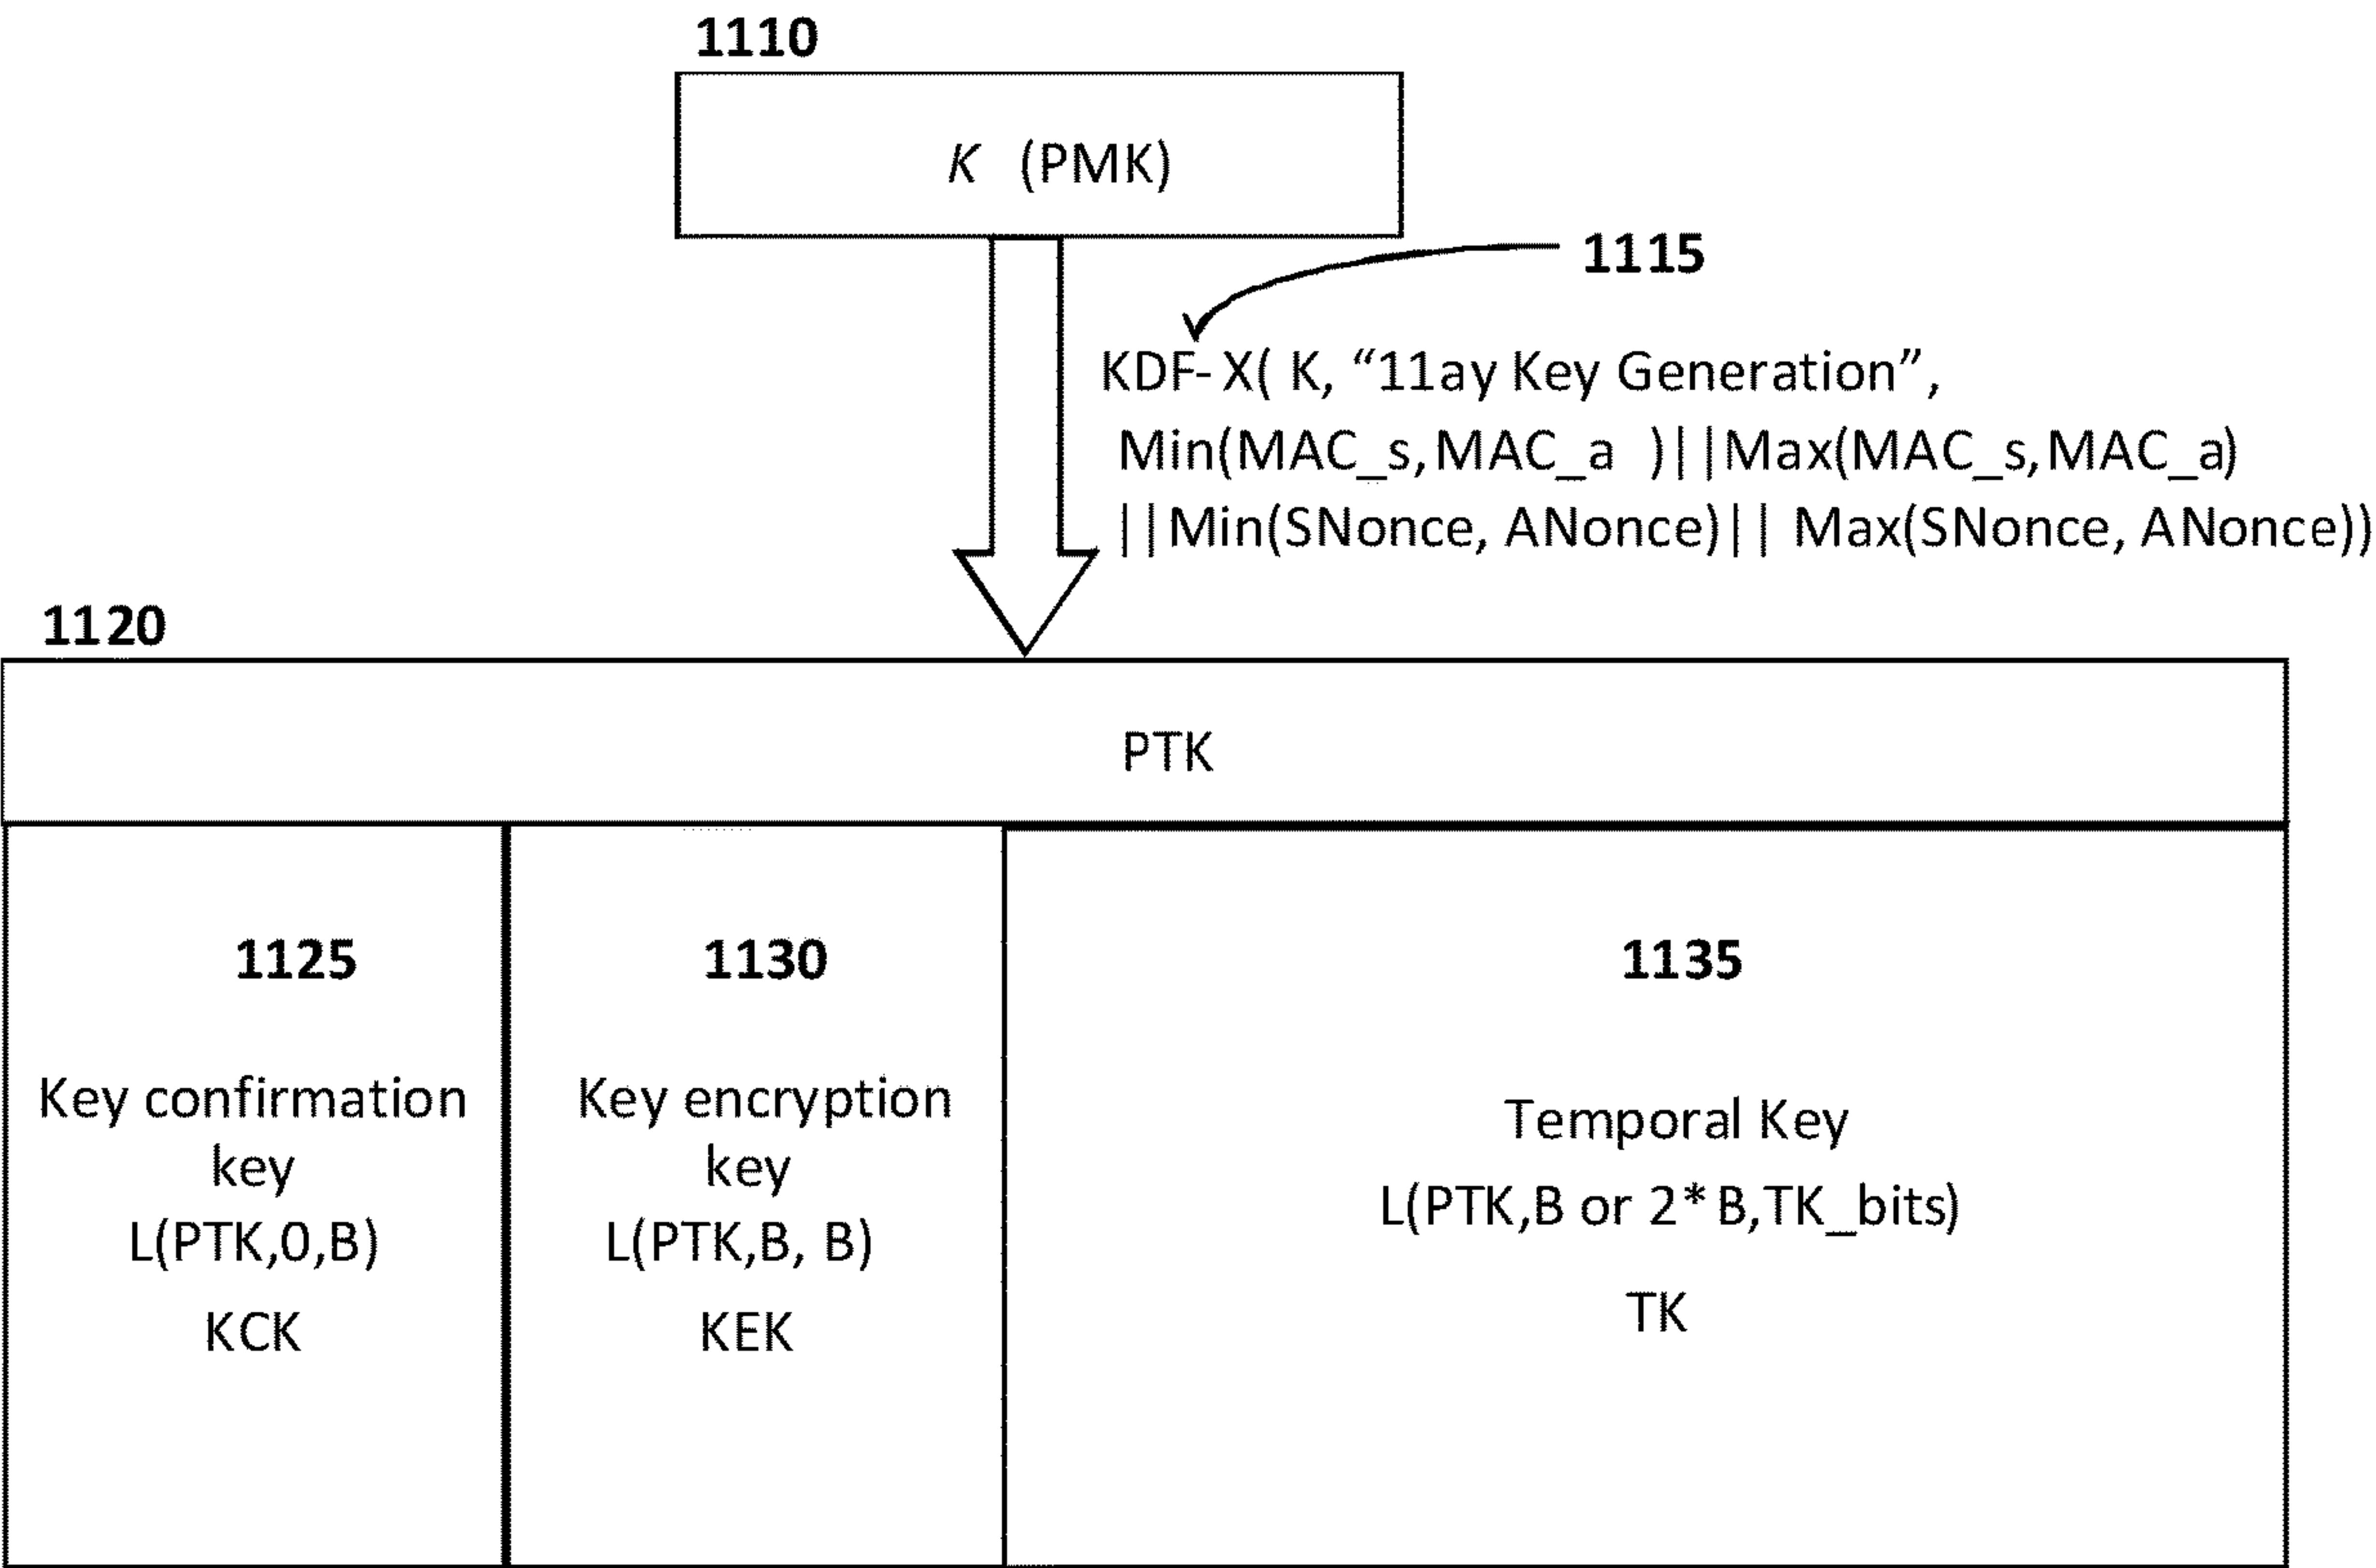 1110
K (PMK)
1115
KDF-X( K, “11ay Key Generation”,
Min(MAC_s,MAC_a )||Max(MAC_s,MAC_a)
||Min(SNonce, ANonce)|| Max(SNonce, ANonce))
1120
PTK
1125
Key confirmation
key
L(PTK,0,B)
KCK
1130
Key encryption
key
L(PTK,B, B)
KEK
1135
Temporal Key
L(PTK,B or 2*B,TK_bits)
TK